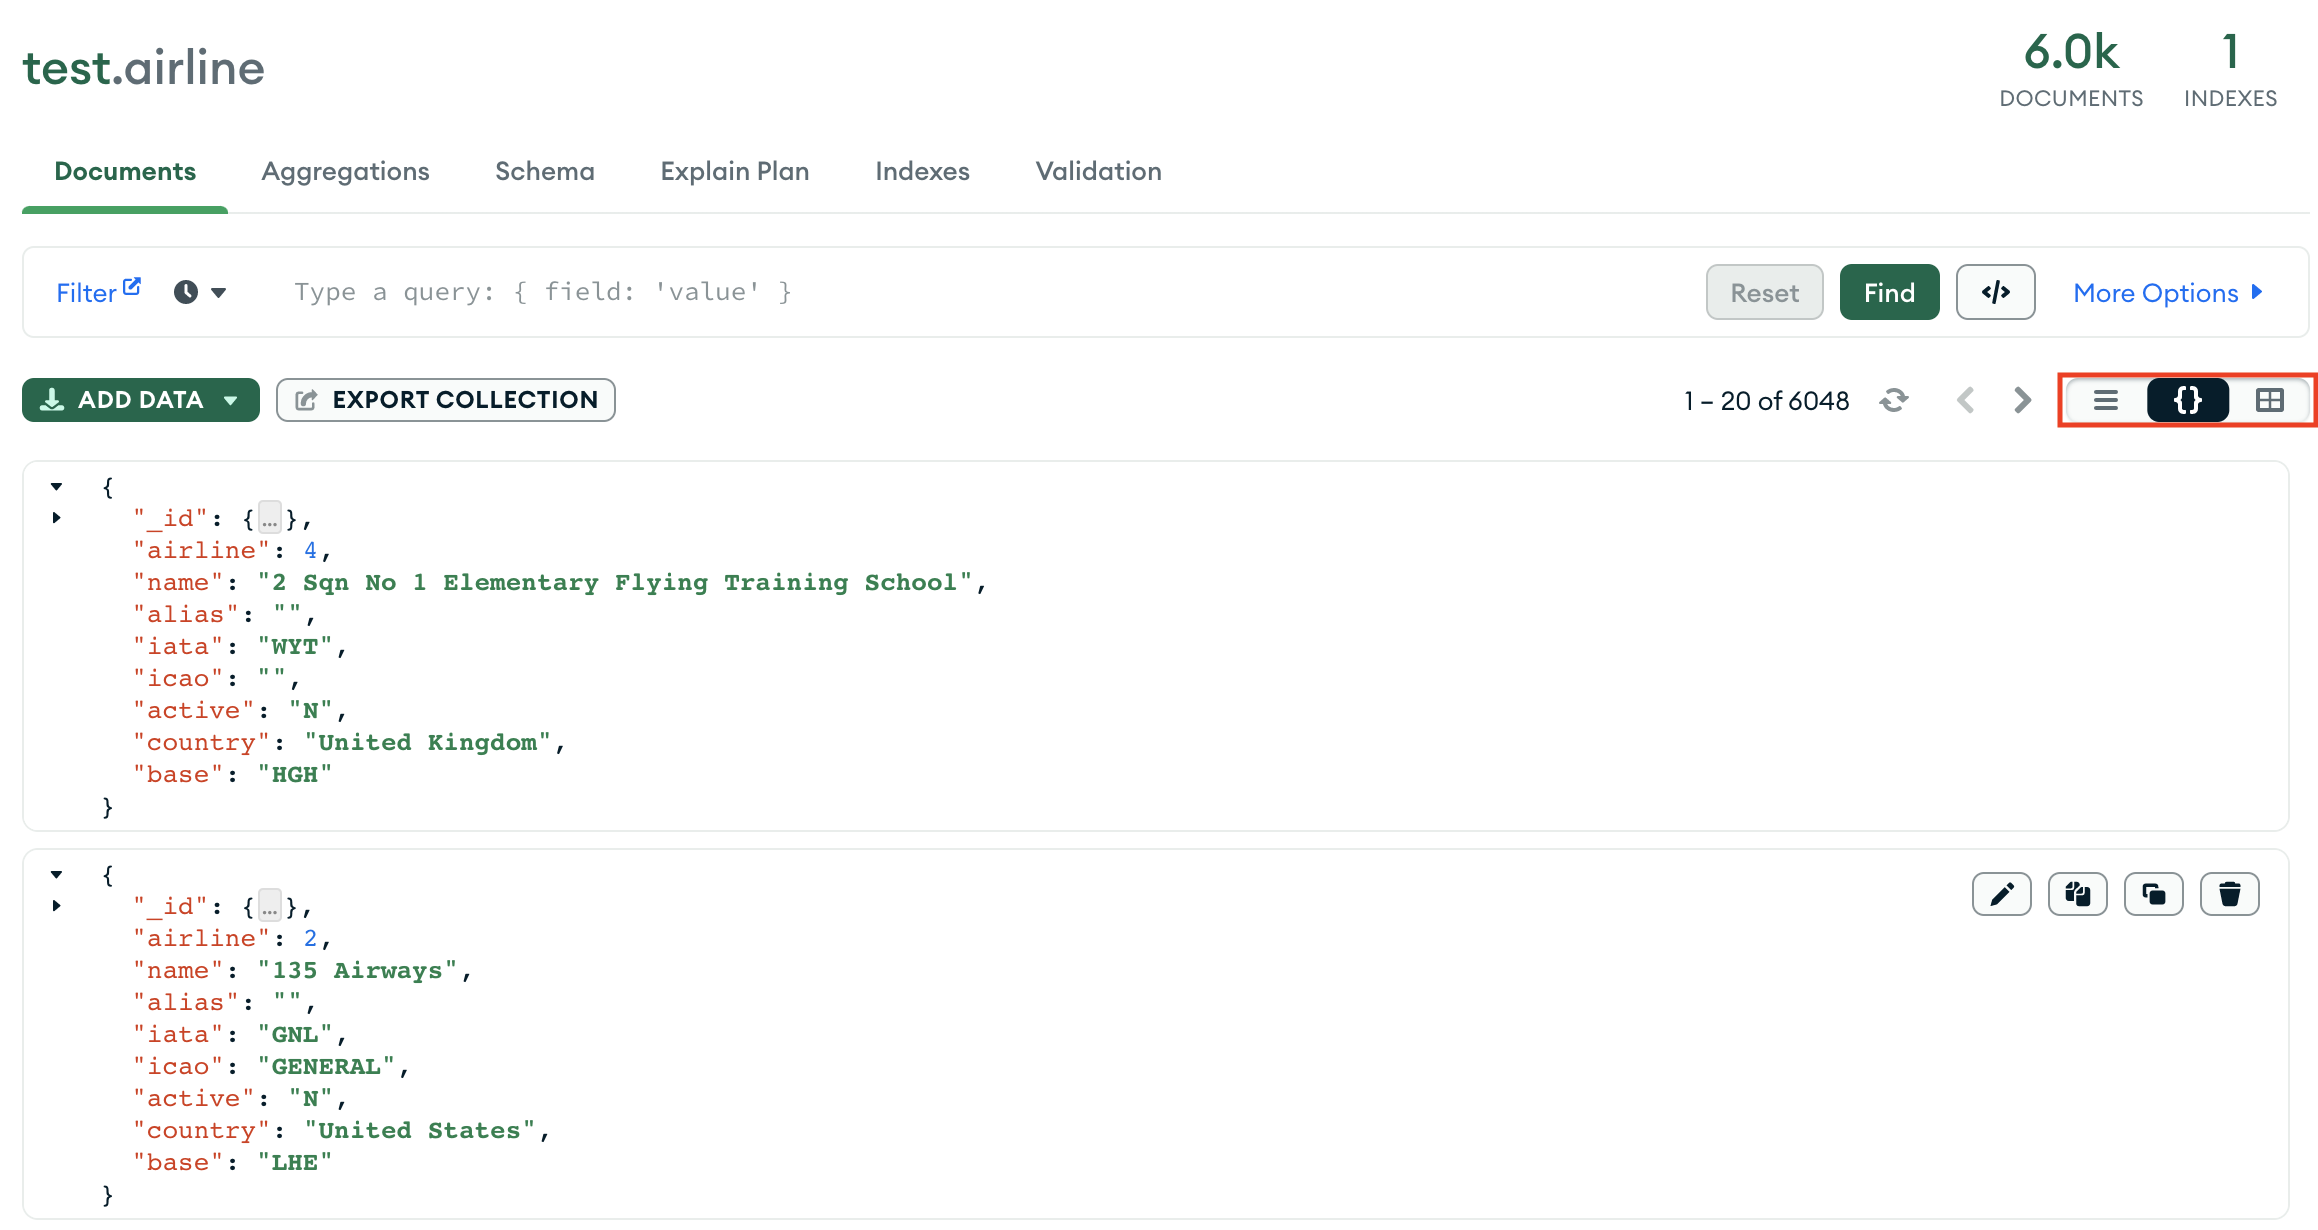 test.airline
6.0k 1
DOCUMENTS INDEXES
Documents Aggregations Schema Explain Plan Indexes Validation
Filter Type a query: { field: 'value' } Reset Find </> More Options
ADD DATA EXPORT COLLECTION 1 – 20 of 6048 {}
{
"_id": {…},
"airline": 4,
"name": "2 Sqn No 1 Elementary Flying Training School",
"alias": "",
"iata": "WYT",
"icao": "",
"active": "N",
"country": "United Kingdom",
"base": "HGH"
}
{
"_id": {…},
"airline": 2,
"name": "135 Airways",
"alias": "",
"iata": "GNL",
"icao": "GENERAL",
"active": "N",
"country": "United States",
"base": "LHE"
}